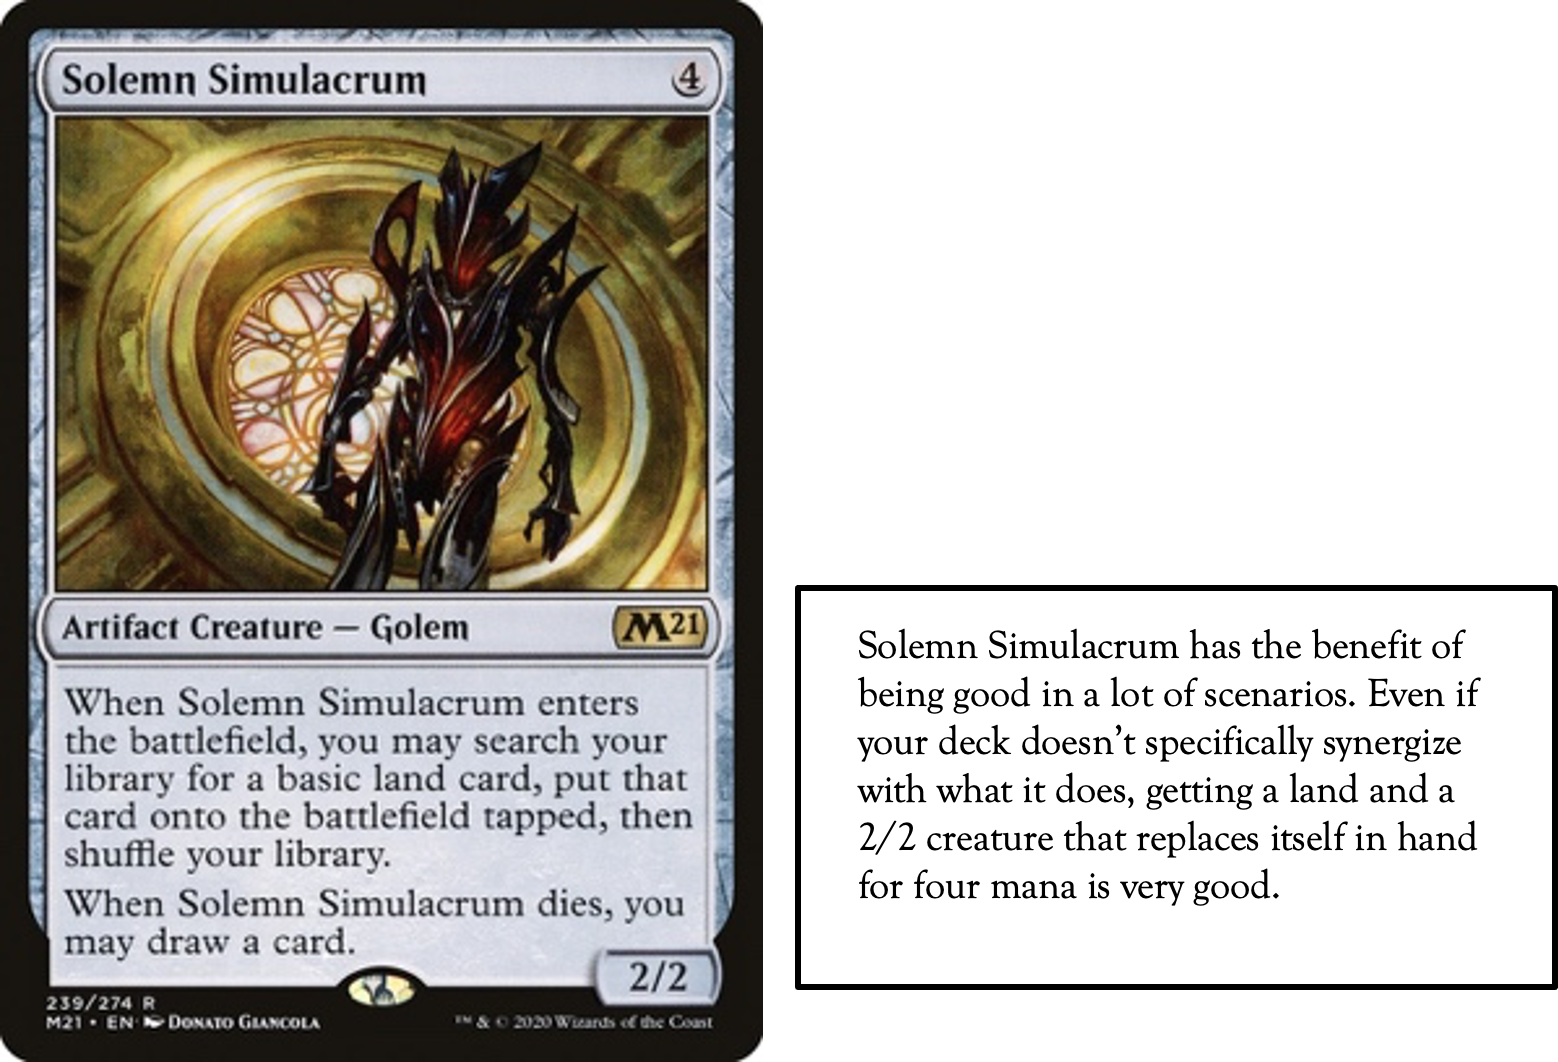 Solemn Simulacrum
4
Artifact Creature — Golem
M21
When Solemn Simulacrum enters
the battlefield, you may search your
library for a basic land card, put that
card onto the battlefield tapped, then
shuffle your library.
When Solemn Simulacrum dies, you
may draw a card.
2/2
239/274 R
M21 • EN DONATO GIANCOLA
™ & © 2020 Wizards of the Coast
Solemn Simulacrum has the benefit of
being good in a lot of scenarios. Even if
your deck doesn't specifically synergize
with what it does, getting a land and a
2/2 creature that replaces itself in hand
for four mana is very good.